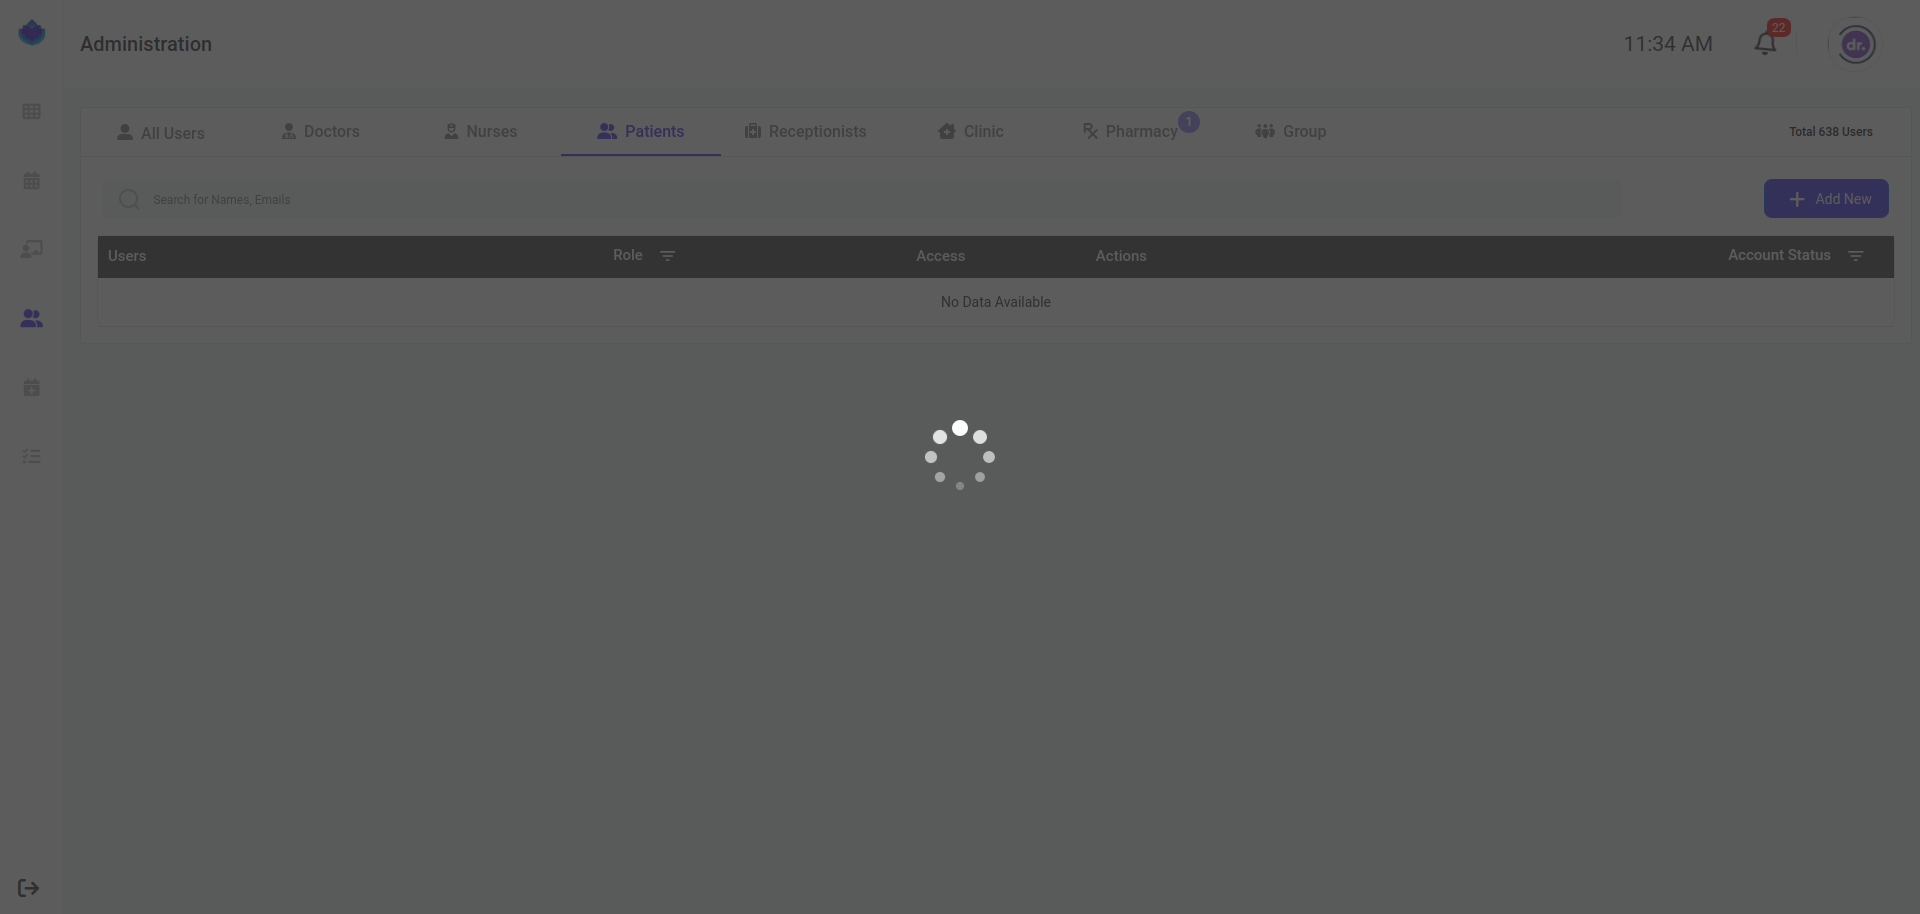 Administration
11:34 AM
22
dr.
All Users
Doctors
Nurses
Patients
Receptionists
Clinic
Pharmacy
1
Group
Total 638 Users
Search for Names, Emails
Add New
Users
Role
Access
Actions
Account Status
No Data Available